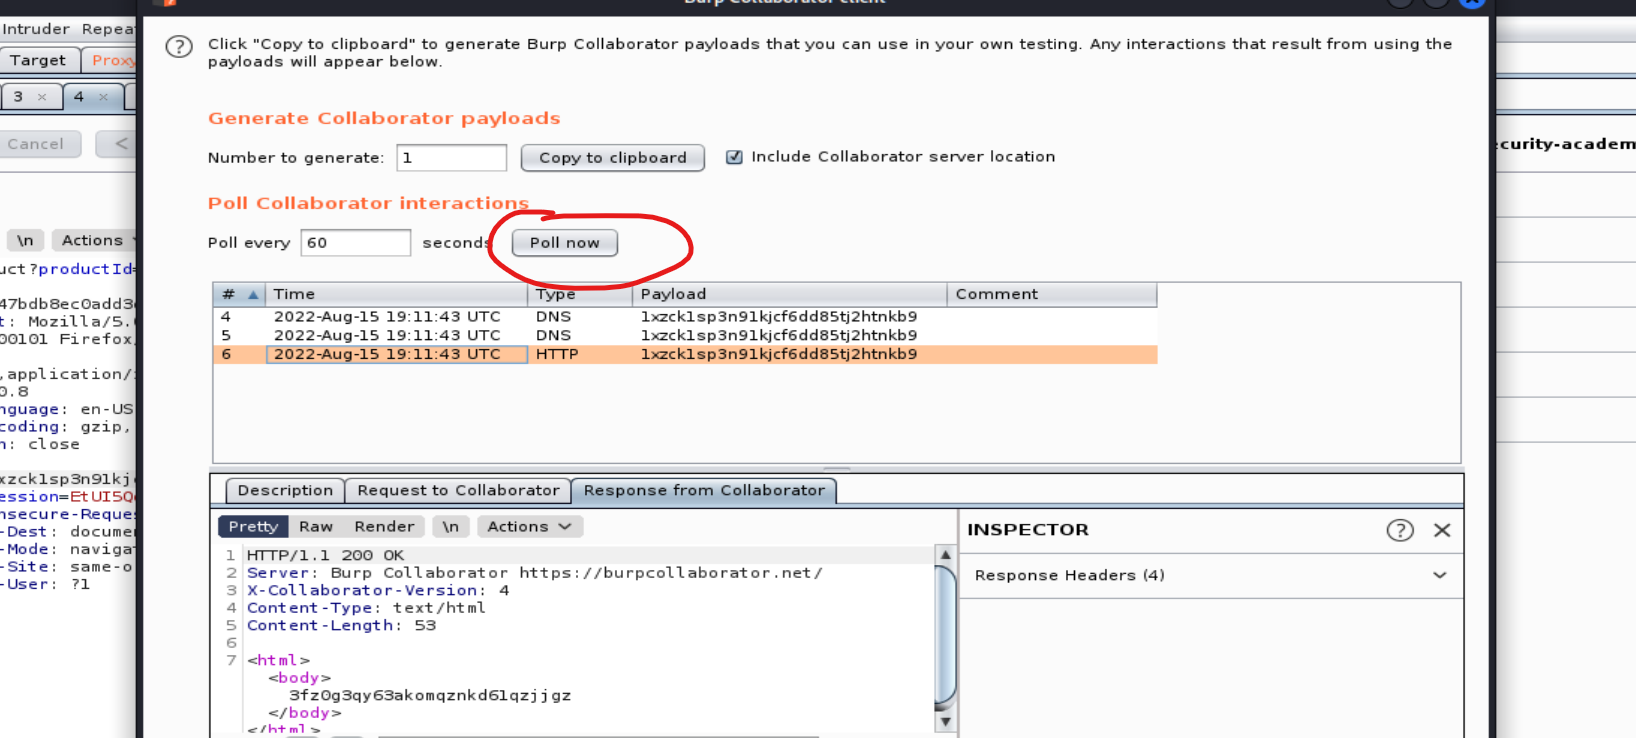 Burp Collaborator client
Intruder Repea
Target Proxy
3 × 4 ×
Cancel <
\n Actions
uct?productId=
47bdb8ec0add3
t: Mozilla/5.
00101 Firefox
,application/
0.8
nguage: en-US
coding: gzip,
n: close
xzck1sp3n91kj
ession=EtUI5Q
nsecure-Reque
-Dest: docume
-Mode: naviga
-Site: same-o
-User: ?1
? Click "Copy to clipboard" to generate Burp Collaborator payloads that you can use in your own testing. Any interactions that result from using the
payloads will appear below.
Generate Collaborator payloads
Number to generate: 1 Copy to clipboard Include Collaborator server location
Poll Collaborator interactions
Poll every 60 seconds Poll now
# Time Type Payload Comment
4 2022-Aug-15 19:11:43 UTC DNS 1xzck1sp3n91kjcf6dd85tj2htnkb9
5 2022-Aug-15 19:11:43 UTC DNS 1xzck1sp3n91kjcf6dd85tj2htnkb9
6 2022-Aug-15 19:11:43 UTC HTTP 1xzck1sp3n91kjcf6dd85tj2htnkb9
Description Request to Collaborator Response from Collaborator
Pretty Raw Render \n Actions
1 HTTP/1.1 200 OK
2 Server: Burp Collaborator https://burpcollaborator.net/
3 X-Collaborator-Version: 4
4 Content-Type: text/html
5 Content-Length: 53
6
7 <html>
<body>
3fz0g3qy63akomqznkd61qzjjgz
</body>
</html>
INSPECTOR ?
Response Headers (4)
curity-academ